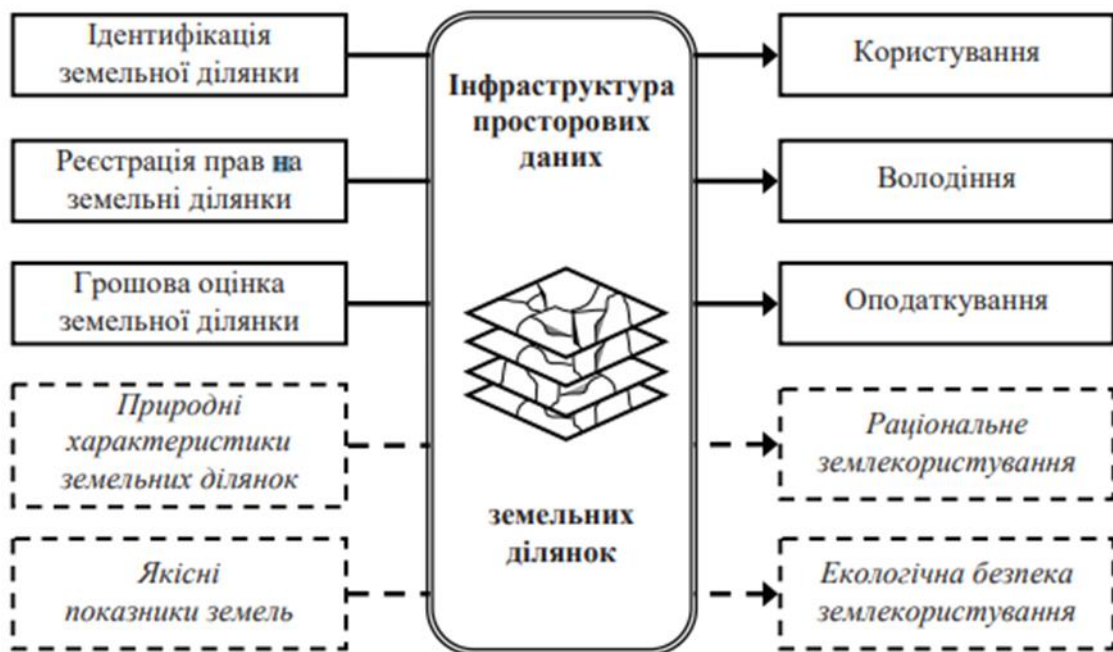 Ідентифікація
земельної ділянки
Реєстрація прав на
земельні ділянки
Грошова оцінка
земельної ділянки
Природні
характеристики
земельних ділянок
Якісні
показники земель
Інфраструктура
просторових
даних
земельних
ділянок
Користування
Володіння
Оподаткування
Раціональне
землекористування
Екологічна безпека
землекористування